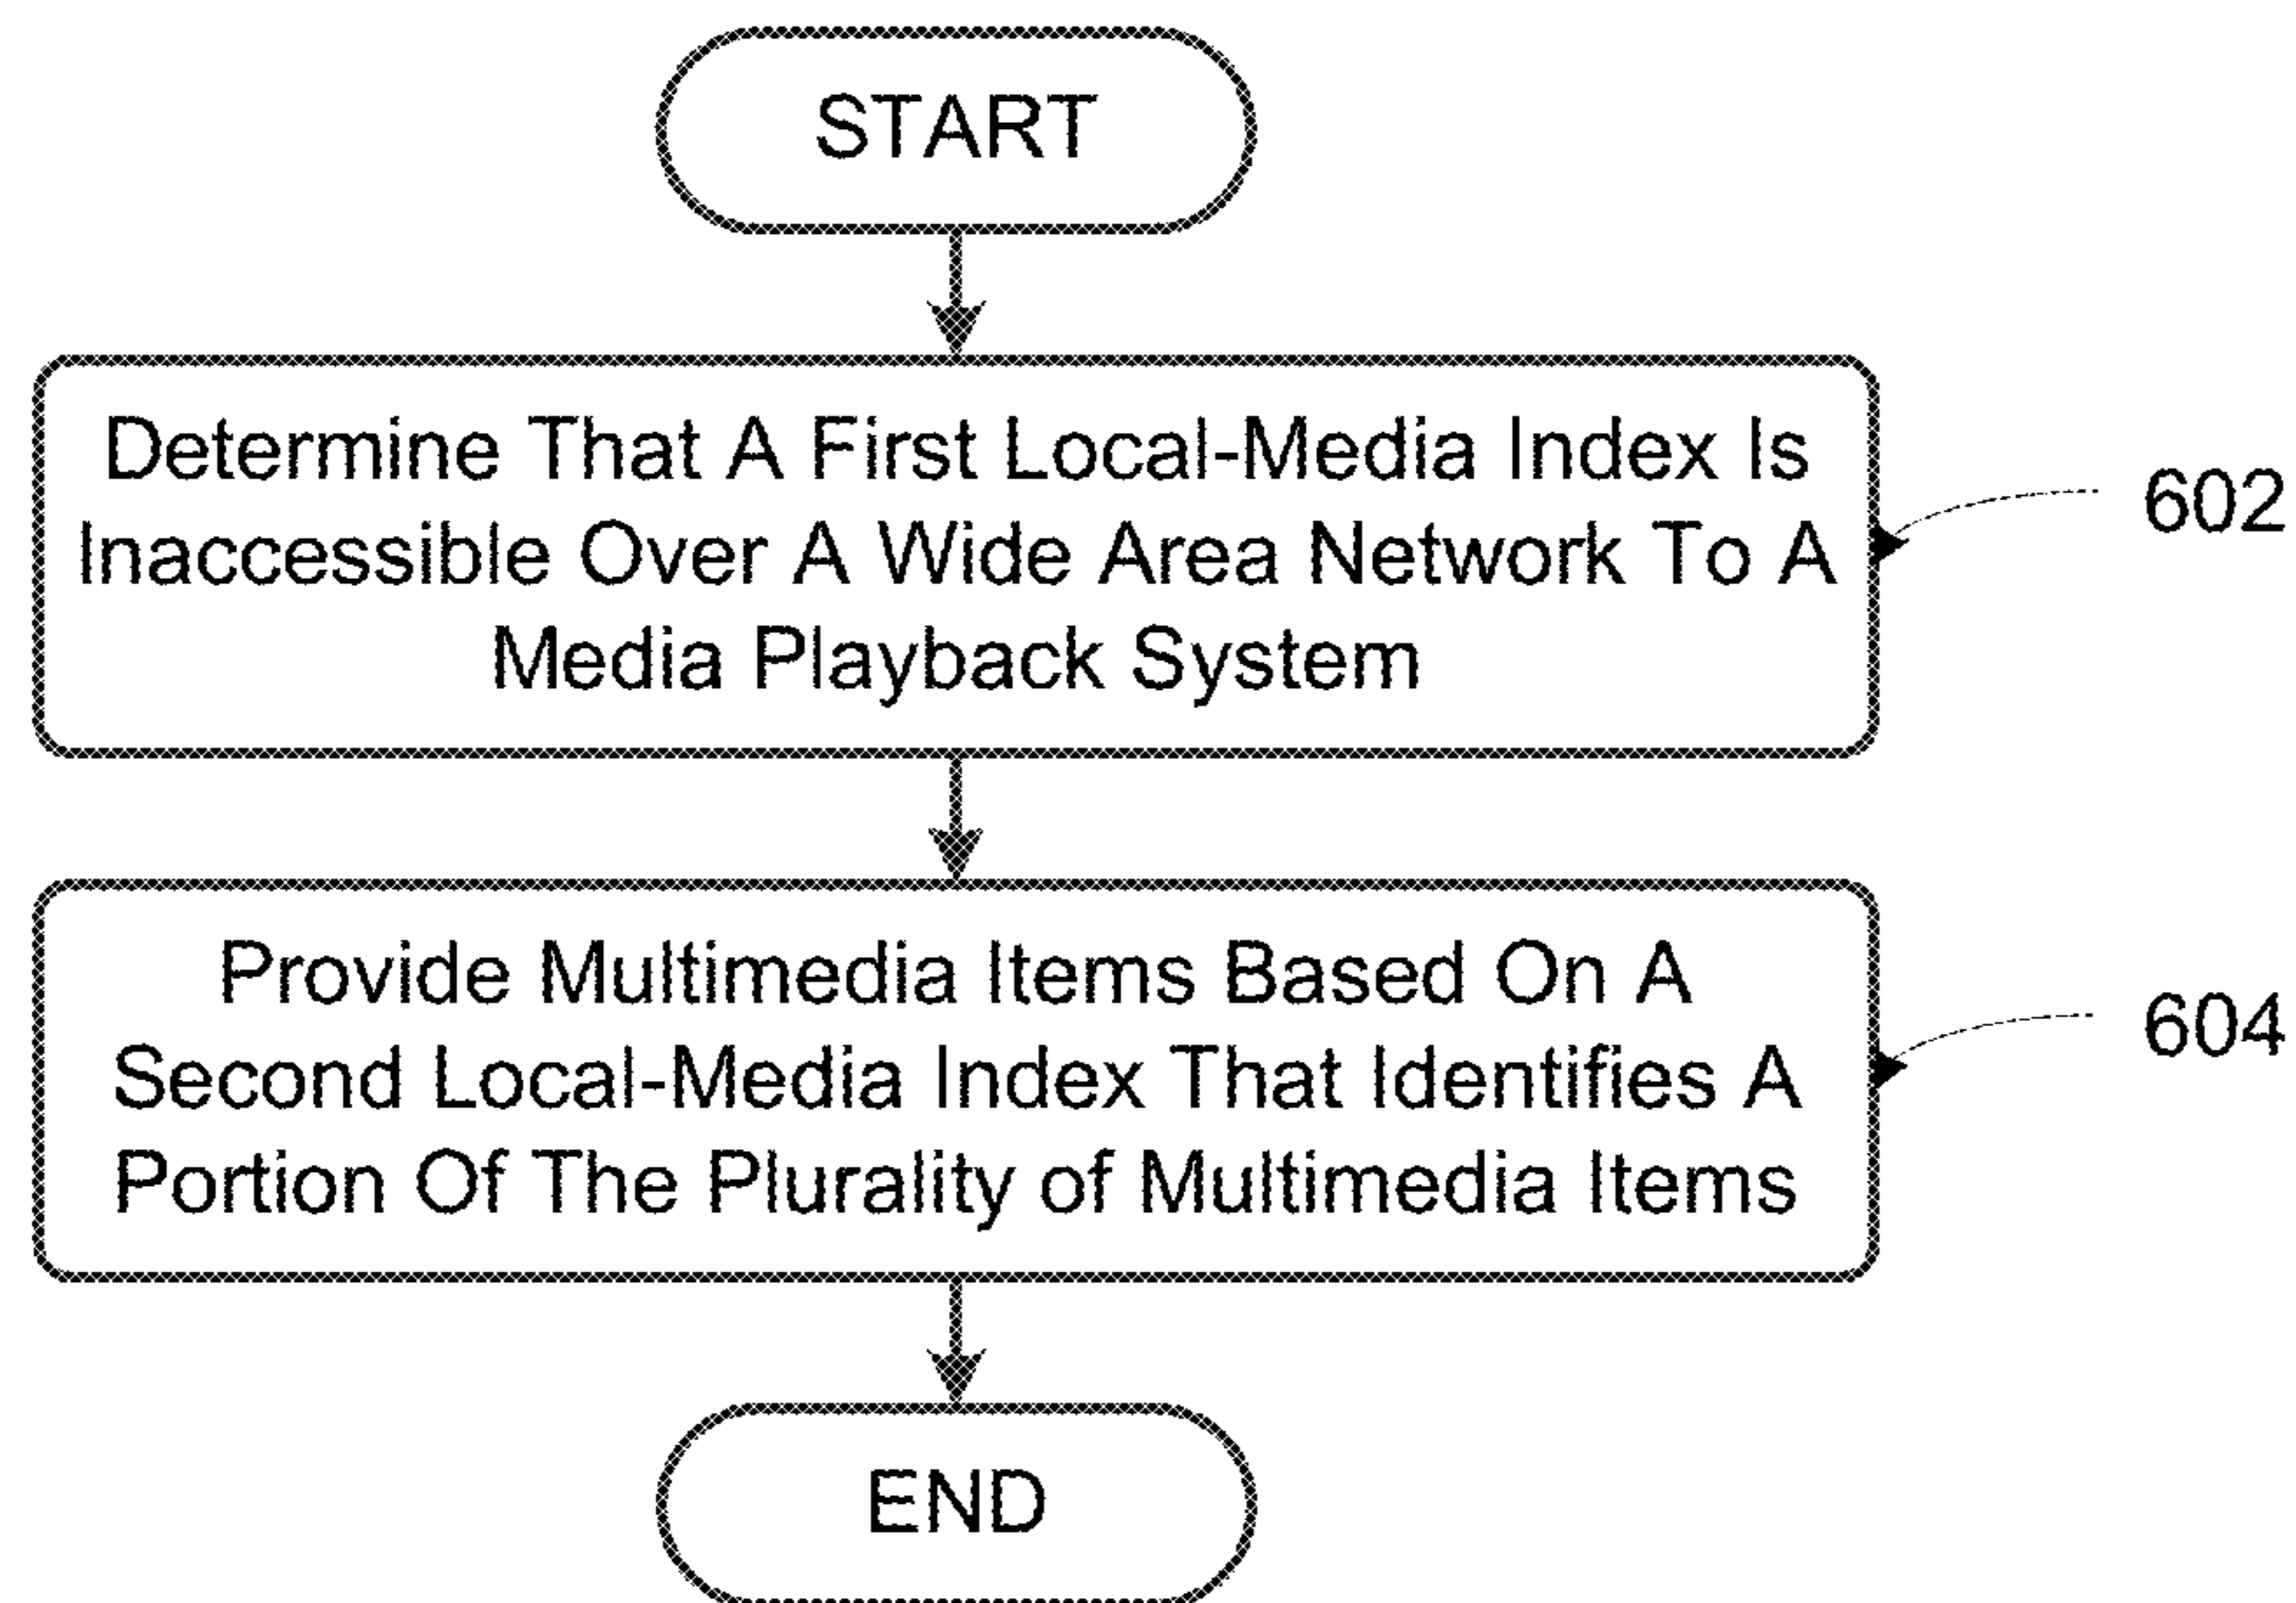 START
Determine That A First Local-Media Index Is
Inaccessible Over A Wide Area Network To A
Media Playback System
602
Provide Multimedia Items Based On A
Second Local-Media Index That Identifies A
Portion Of The Plurality of Multimedia Items
604
END